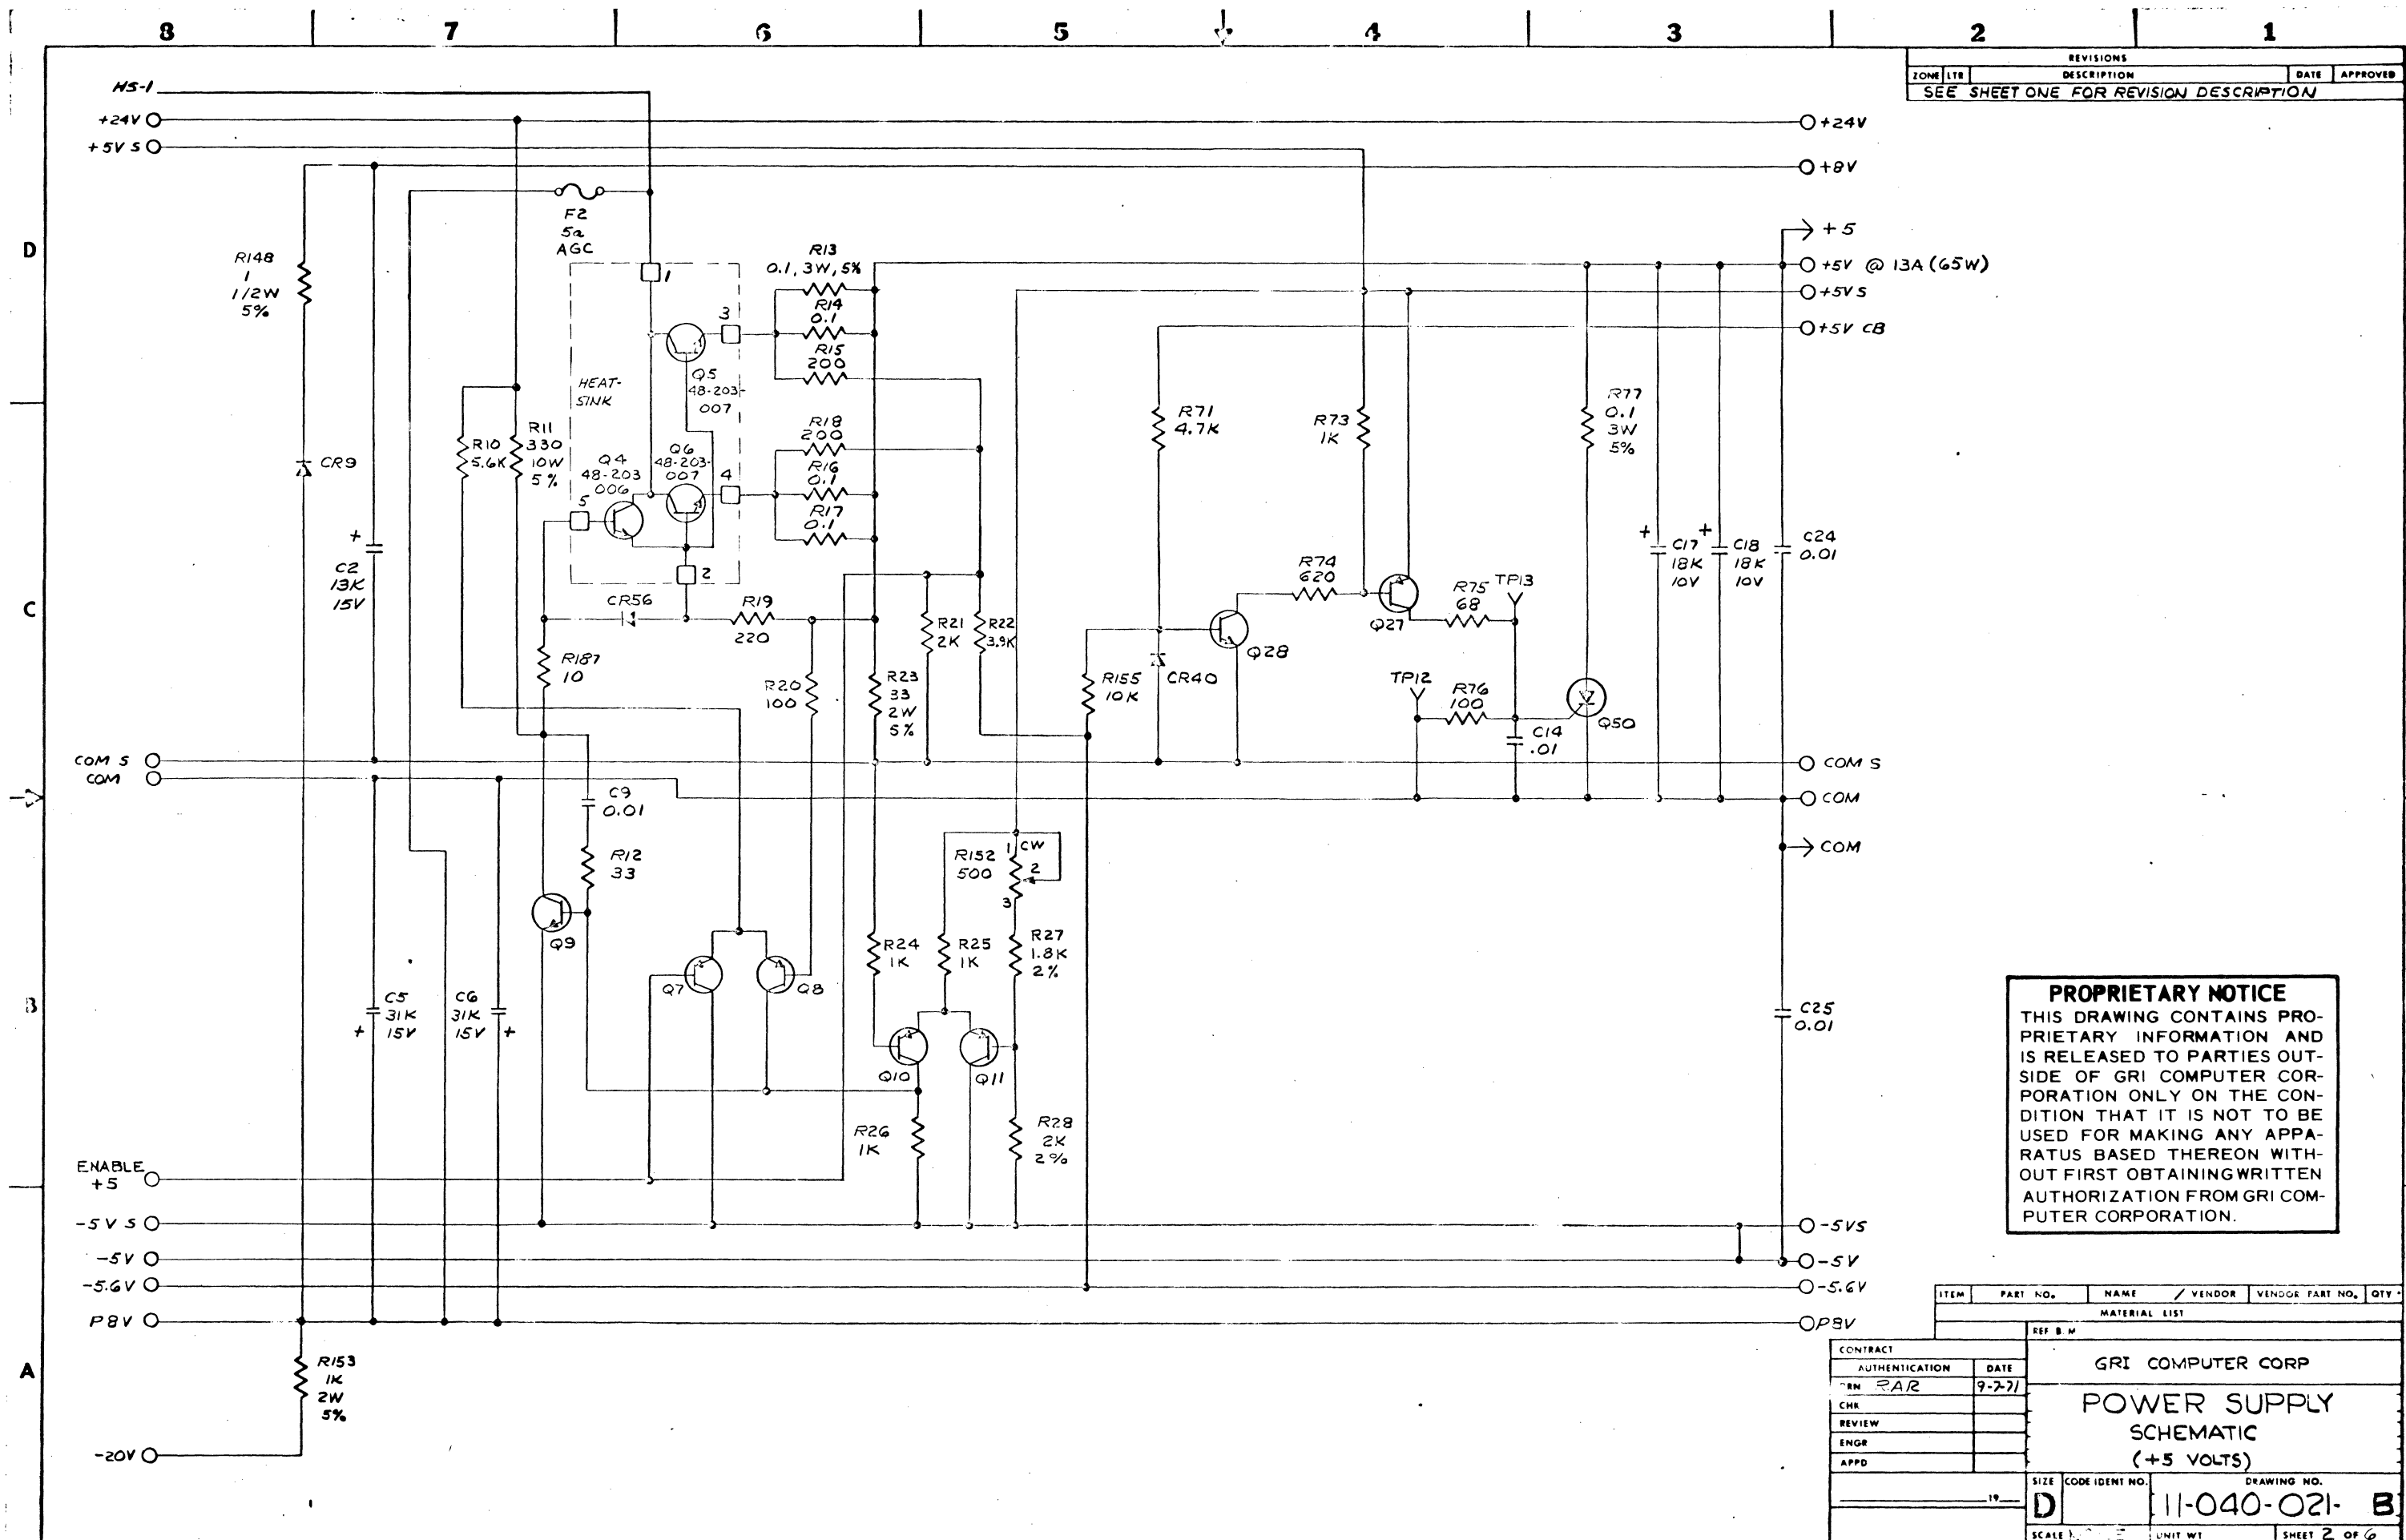 8 7 6 5 4 3 2 1
REVISIONS
ZONE LTR DESCRIPTION DATE APPROVED
SEE SHEET ONE FOR REVISION DESCRIPTION
HS-1
+24V
+5V S
+24V
+8V
+5
+5V @ 13A (65W)
+5V S
+5V CB
D
C
B
A
F2
5a
AGC
R148
1
1/2W
5%
CR9
C2
13K
15V
+
R10
5.6K
R11
330
10W
5%
HEAT-
SINK
1
3
Q5
48-203-
007
Q4
48-203
006
Q6
48-203-
007
4
5
2
R13
0.1, 3W, 5%
R14
0.1
R15
200
R18
200
R16
0.1
R17
0.1
CR56
R19
220
R187
10
R20
100
R23
33
2W
5%
R21
2K
R22
3.9K
R71
4.7K
R73
1K
R74
620
Q28
Q27
R75
68
TP13
R155
10K
CR40
TP12
R76
100
C14
.01
Q50
R77
0.1
3W
5%
+
C17
18K
10V
+
C18
18K
10V
C24
0.01
COM S
COM
COM S
COM
COM
C9
0.01
R12
33
Q9
Q7
Q8
R152
500
1
CW
2
3
R24
1K
R25
1K
R27
1.8K
2%
Q10
Q11
R26
1K
R28
2K
2%
C5
31K
15V
+
C6
31K
15V
+
C25
0.01
ENABLE
+5
-5V S
-5V
-5.6V
P8V
-20V
-5VS
-5V
-5.6V
P8V
R153
1K
2W
5%
PROPRIETARY NOTICE
THIS DRAWING CONTAINS PRO-
PRIETARY INFORMATION AND
IS RELEASED TO PARTIES OUT-
SIDE OF GRI COMPUTER COR-
PORATION ONLY ON THE CON-
DITION THAT IT IS NOT TO BE
USED FOR MAKING ANY APPA-
RATUS BASED THEREON WITH-
OUT FIRST OBTAINING WRITTEN
AUTHORIZATION FROM GRI COM-
PUTER CORPORATION.
ITEM PART NO. NAME / VENDOR VENDOR PART NO. QTY
MATERIAL LIST
REF B.M
CONTRACT
AUTHENTICATION DATE
RAR 9-7-71
CHK
REVIEW
ENGR
APPD
19
GRI COMPUTER CORP
POWER SUPPLY
SCHEMATIC
(+5 VOLTS)
SIZE CODE IDENT NO. DRAWING NO.
D 11-040-021- B
SCALE UNIT WT SHEET 2 OF 6